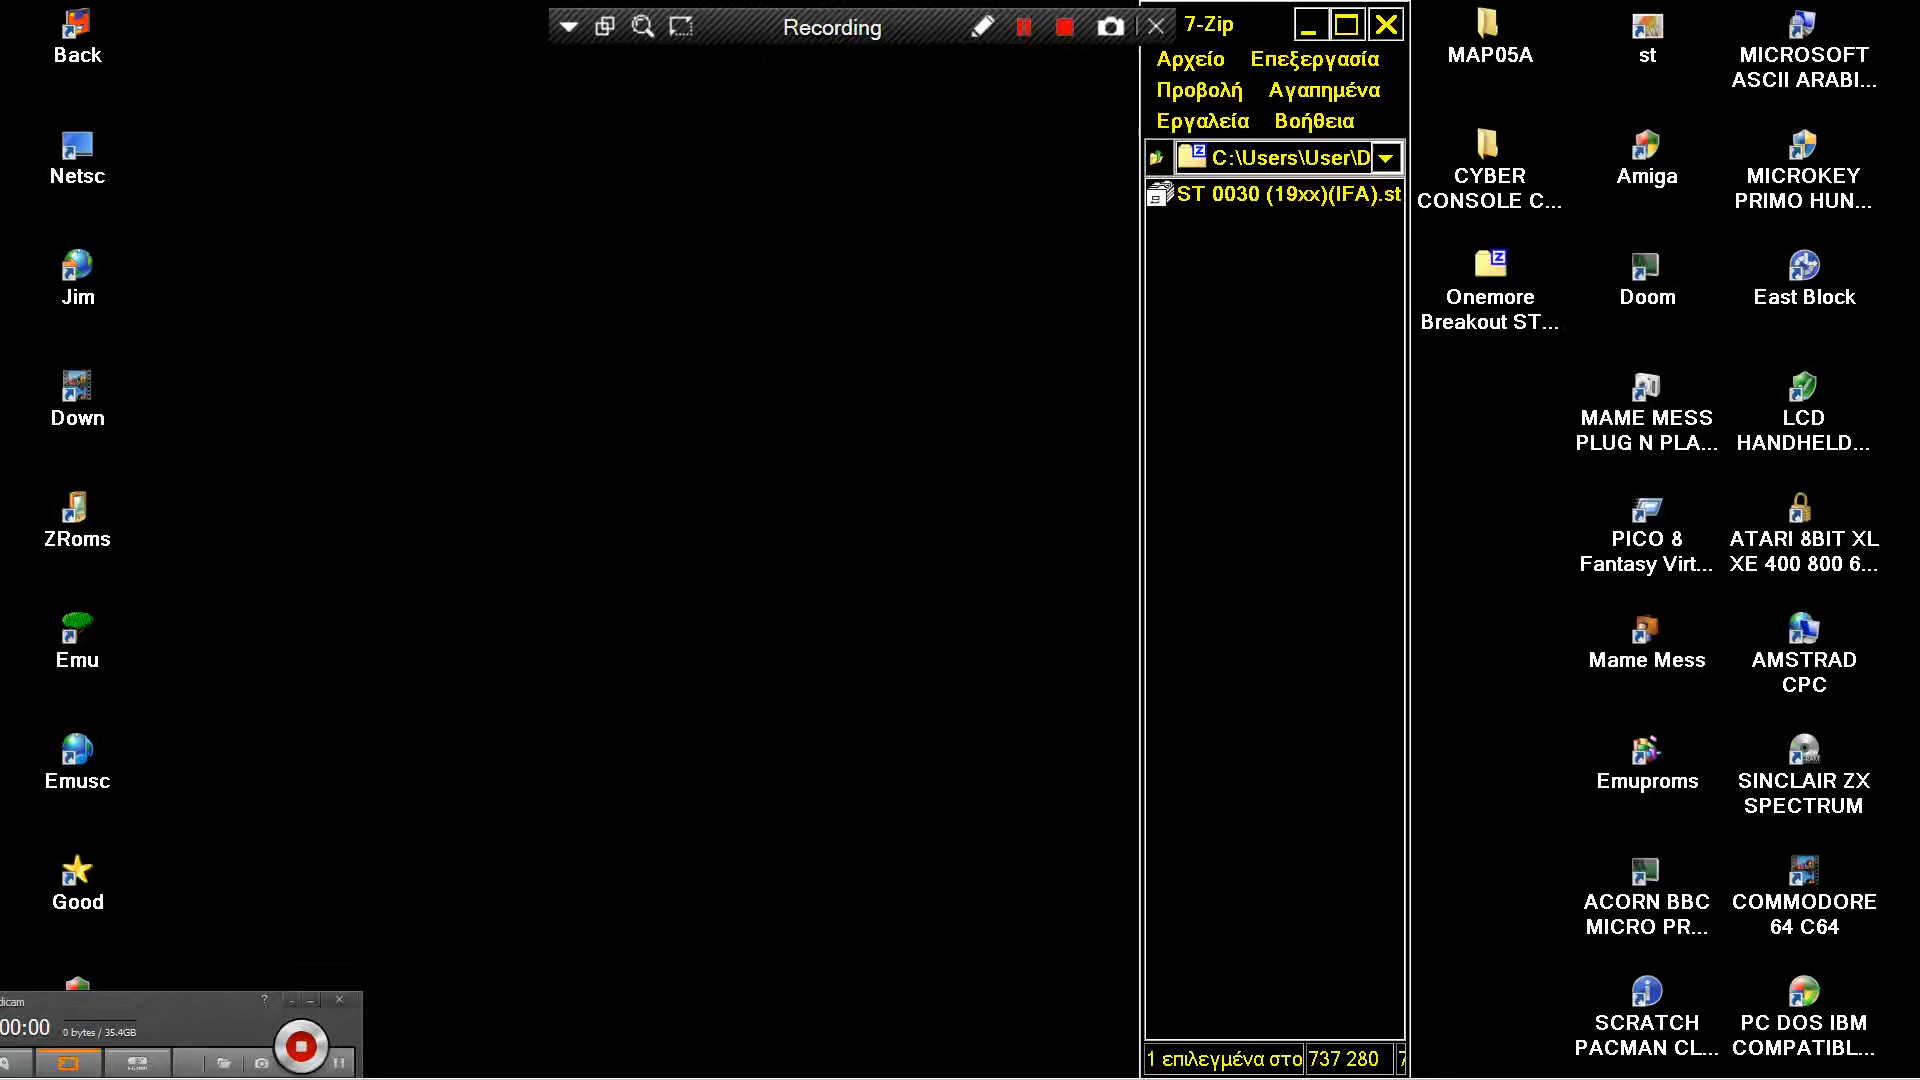 Back
Netsc
Jim
Down
ZRoms
Emu
Emusc
Good
Recording
7-Zip
Αρχείο Επεξεργασία
Προβολή Αγαπημένα
Εργαλεία Βοήθεια
C:\Users\User\D
ST 0030 (19xx)(IFA).st
1 επιλεγμένα στο 737 280 7
MAP05A
CYBER
CONSOLE C...
Onemore
Breakout ST...
st
Amiga
Doom
MAME MESS
PLUG N PLA...
PICO 8
Fantasy Virt...
Mame Mess
Emuproms
ACORN BBC
MICRO PR...
SCRATCH
PACMAN CL...
MICROSOFT
ASCII ARABI...
MICROKEY
PRIMO HUN...
East Block
LCD
HANDHELD...
ATARI 8BIT XL
XE 400 800 6...
AMSTRAD
CPC
SINCLAIR ZX
SPECTRUM
COMMODORE
64 C64
PC DOS IBM
COMPATIBL...
dicam
?
00:00
0 bytes / 35.4GB